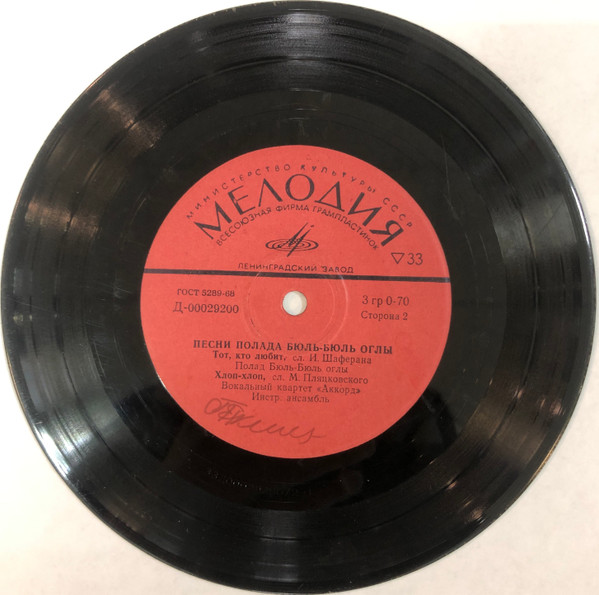 МИНИСТЕРСТВО КУЛЬТУРЫ СССР
МЕЛОДИЯ
ВСЕСОЮЗНАЯ ФИРМА ГРАМПЛАСТИНОК
▽33
ЛЕНИНГРАДСКИЙ ЗАВОД
ГОСТ 5289-68
Д-00029200
3 гр 0-70
Сторона 2
ПЕСНИ ПОЛАДА БЮЛЬ-БЮЛЬ ОГЛЫ
Тот, кто любит, сл. И. Шаферана
Полад Бюль-Бюль оглы
Хлоп-хлоп, сл. М. Пляцковского
Вокальный квартет «Аккорд»
Инстр. ансамбль